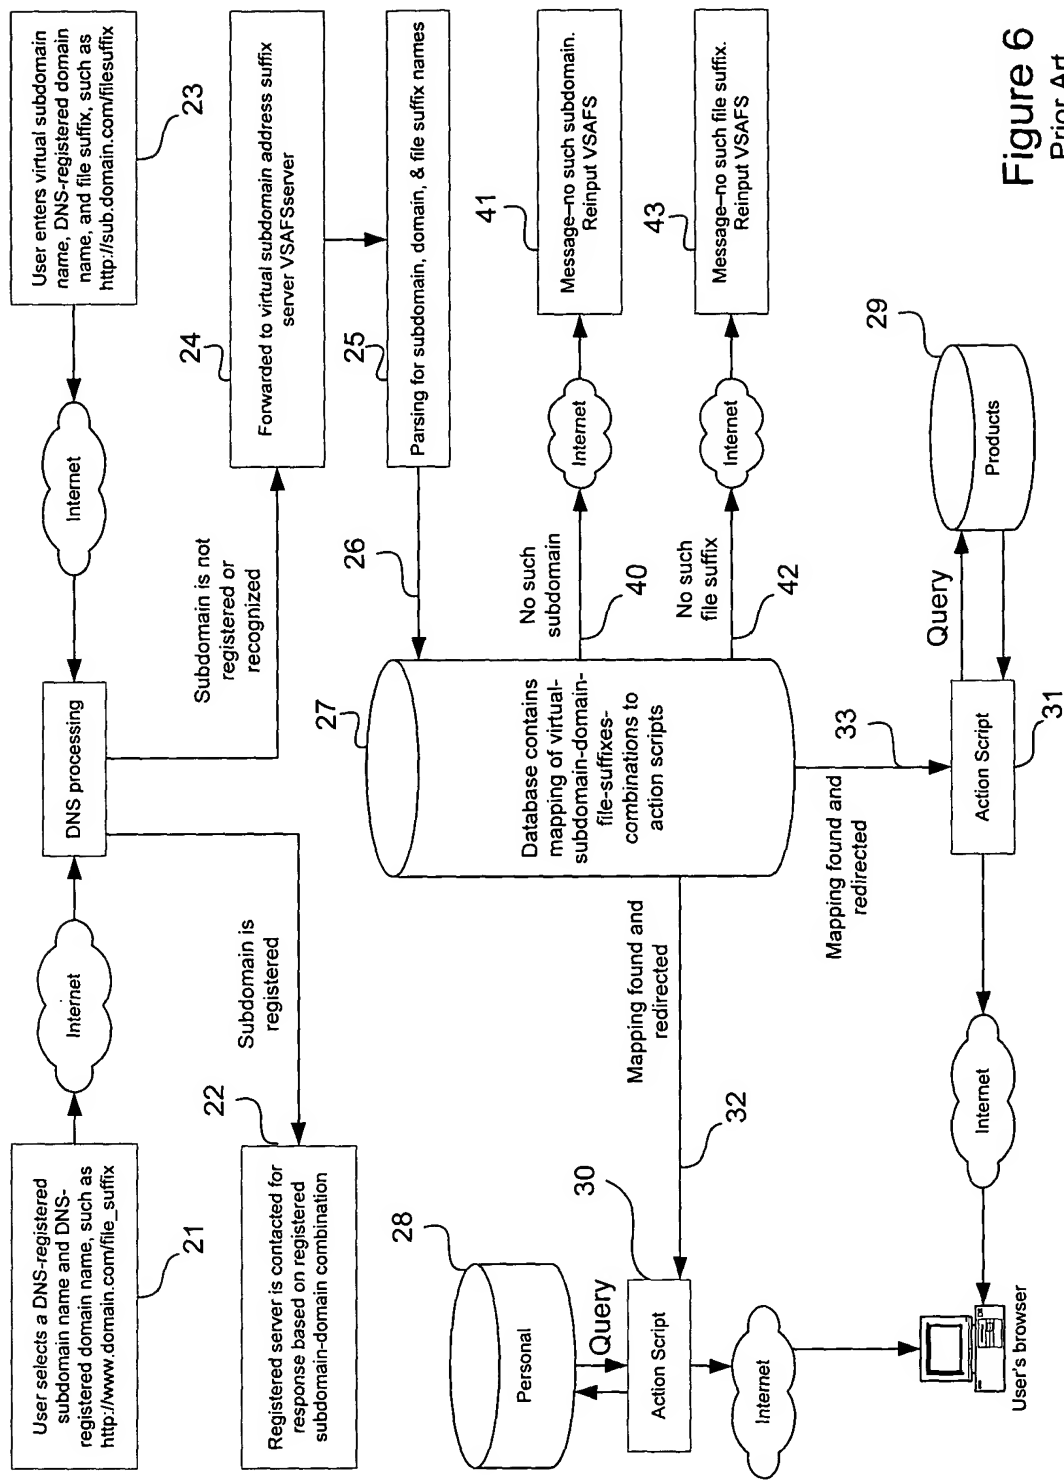 User selects a DNS-registered
subdomain name and DNS-
registered domain name, such as
http://www.domain.com/file_suffix
21
Internet
DNS processing
Internet
User enters virtual subdomain
name, DNS-registered domain
name, and file suffix, such as
http://sub.domain.com/filesuffix
23
Registered server is contacted for
response based on registered
subdomain-domain combination
22
Subdomain is
registered
Subdomain is not
registered or
recognized
Forwarded to virtual subdomain address suffix
server VSAFSserver
24
Parsing for subdomain, domain, & file suffix names
25
26
Database contains
mapping of virtual-
subdomain-domain-
file-suffixes-
combinations to
action scripts
27
No such
subdomain
40
Internet
Message–no such subdomain.
Reinput VSAFS
41
No such
file suffix
42
Internet
Message–no such file suffix.
Reinput VSAFS
43
Mapping found and
redirected
32
Personal
28
Query
Action Script
30
Internet
User's browser
Mapping found and
redirected
33
Action Script
31
Query
Products
29
Internet
Figure 6
Prior Art